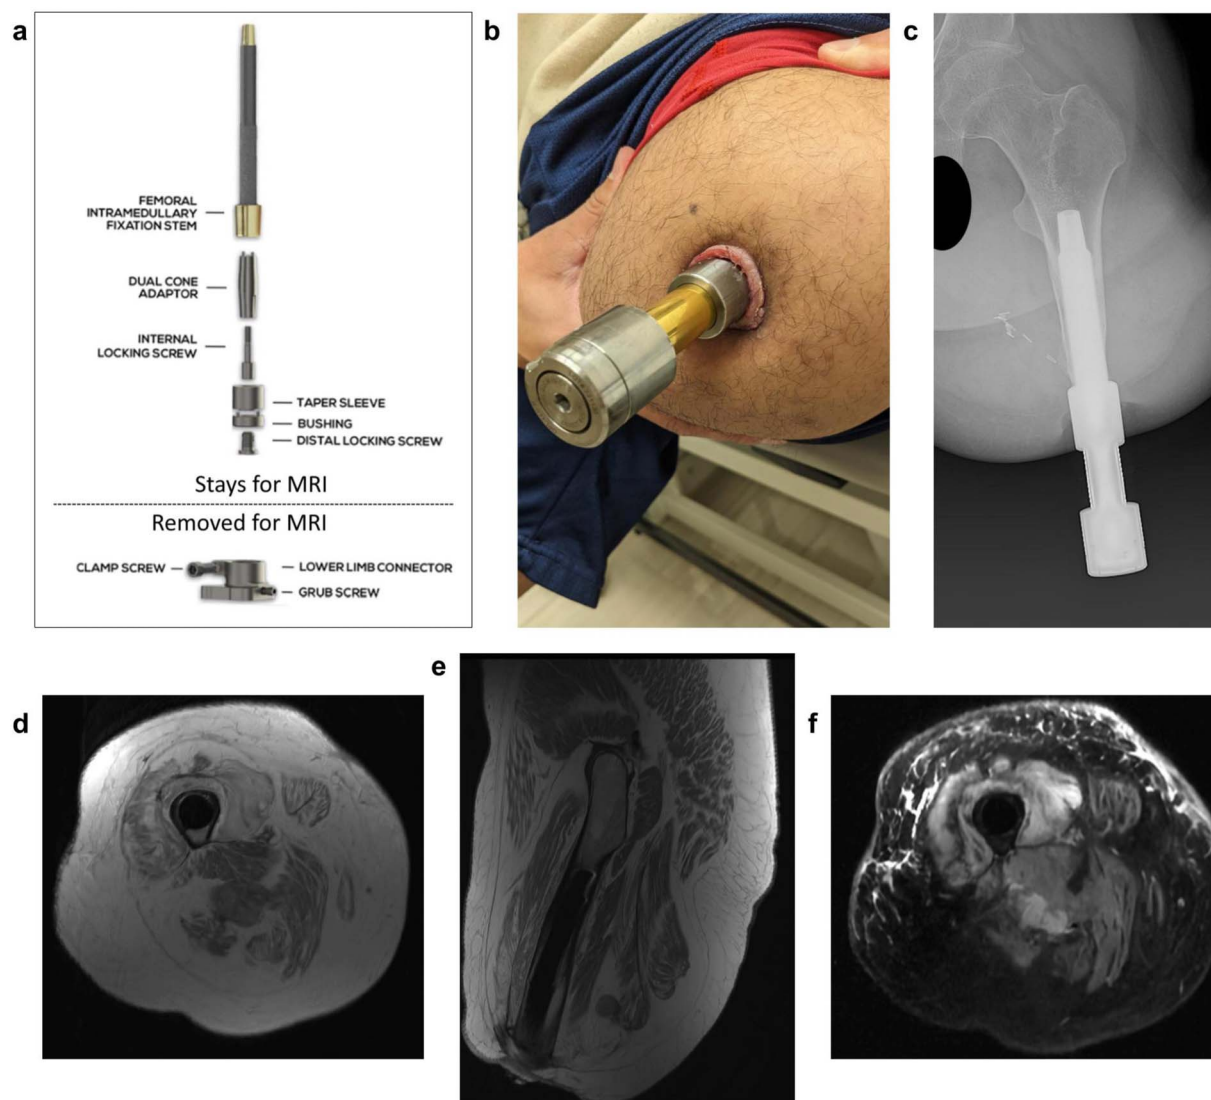 a
FEMORAL
INTRAMEDULLARY
FIXATION STEM
DUAL CONE
ADAPTOR
INTERNAL
LOCKING SCREW
TAPER SLEEVE
BUSHING
DISTAL LOCKING SCREW
Stays for MRI
Removed for MRI
CLAMP SCREW
LOWER LIMB CONNECTOR
GRUB SCREW
b
c
d
e
f